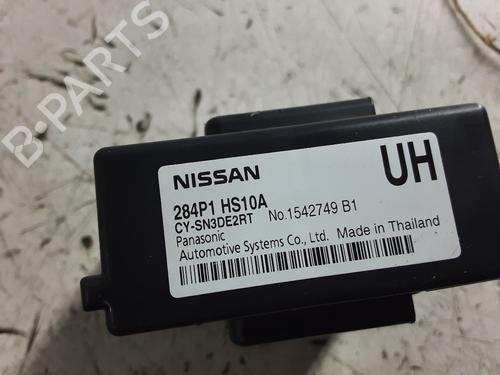 NISSAN
UH
284P1 HS10A
CY-SN3DE2RT No.1542749 B1
Panasonic
Automotive Systems Co., Ltd. Made in Thailand
B-PARTS